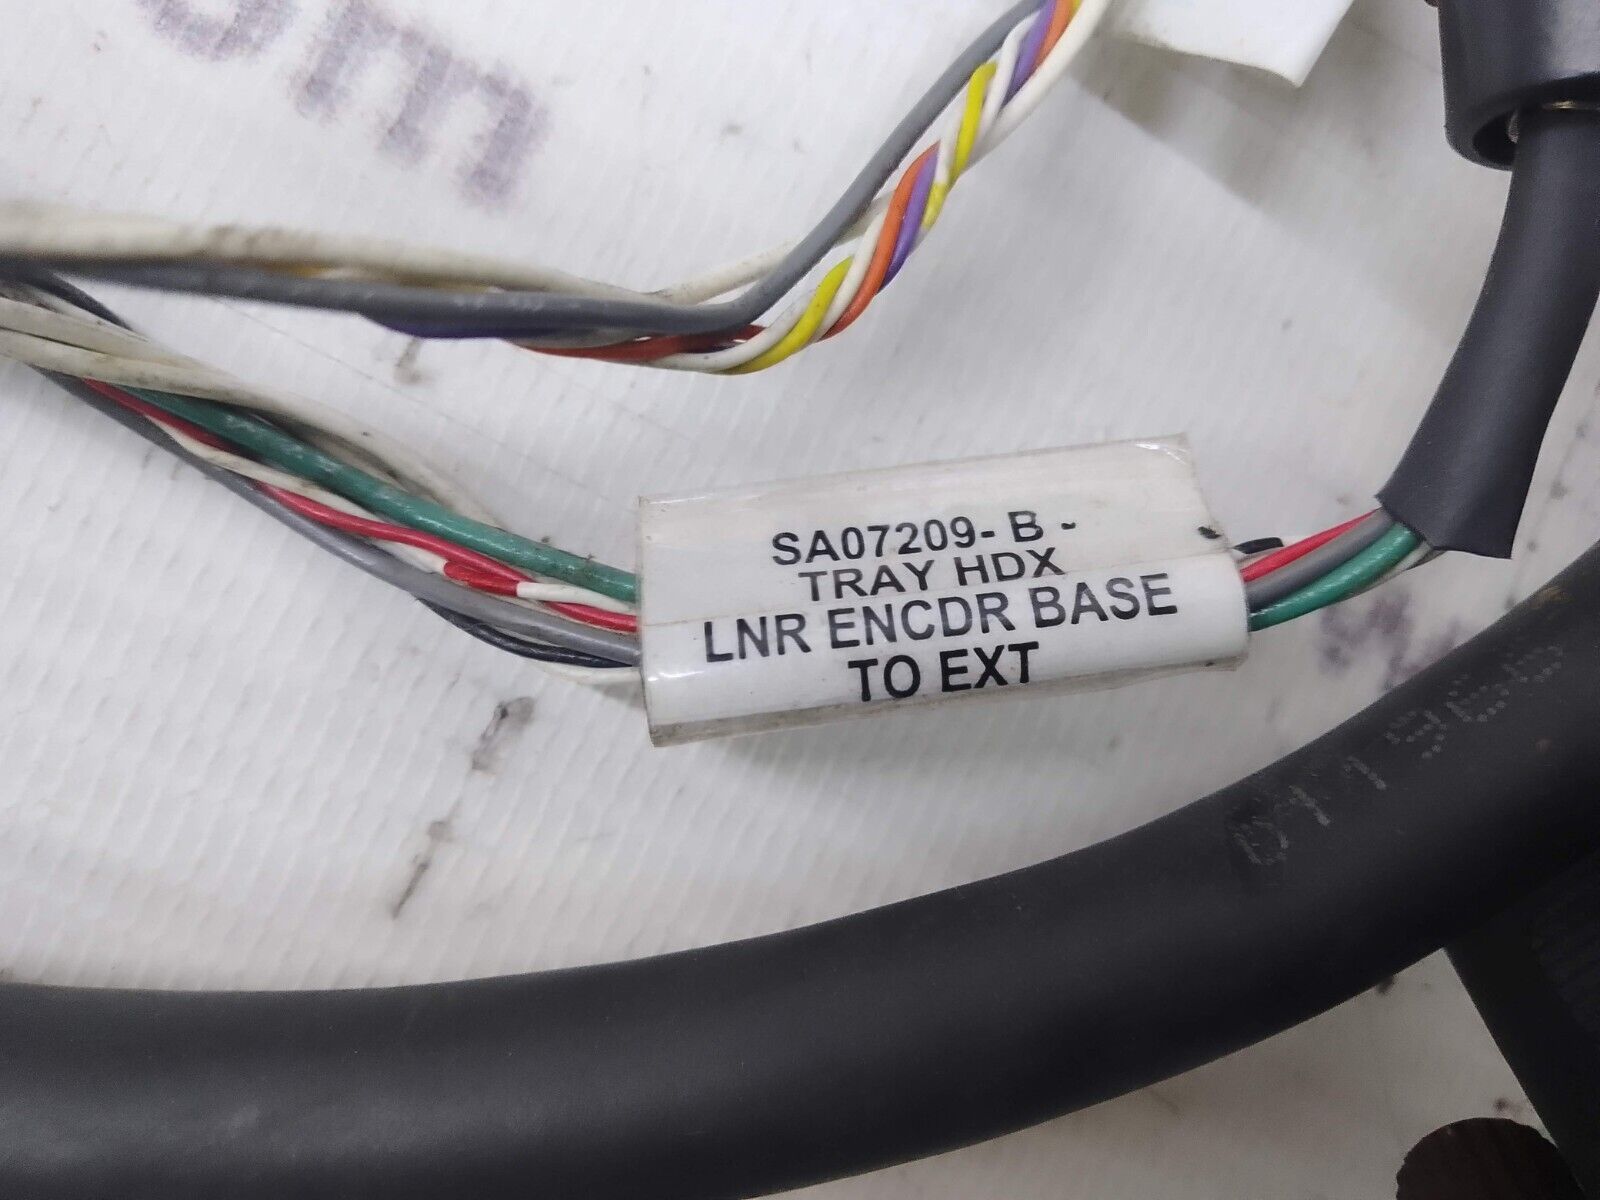 SA07209- B -
TRAY HDX
LNR ENCDR BASE
TO EXT